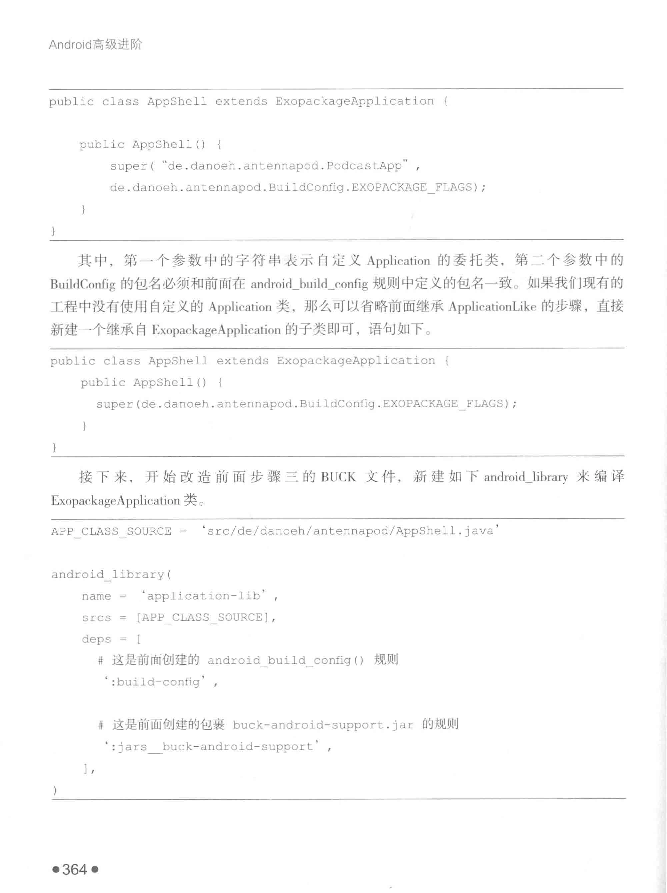 Android高级进阶
public class AppShell extends ExopackageApplication {
public AppShell() {
super( "de.danoeh.antennapod.PodcastApp" ,
de.danoeh.antennapod.BuildConfig.EXOPACKAGE_FLAGS);
}
}
其中，第一个参数中的字符串表示自定义 Application 的委托类，第二个参数中的
BuildConfig 的包名必须和前面在 android_build_config 规则中定义的包名一致。如果我们现有的
工程中没有使用自定义的 Application 类，那么可以省略前面继承 ApplicationLike 的步骤，直接
新建一个继承自 ExopackageApplication 的子类即可，语句如下。
public class AppShell extends ExopackageApplication {
public AppShell() {
super(de.danoeh.antennapod.BuildConfig.EXOPACKAGE_FLAGS);
}
}
接下来，开始改造前面步骤三的 BUCK 文件，新建如下 android_library 来编译
ExopackageApplication 类。
APP_CLASS_SOURCE = 'src/de/danoeh/antennapod/AppShell.java'
android_library(
name = 'application-lib' ,
srcs = [APP_CLASS_SOURCE],
deps = [
# 这是前面创建的 android_build_config() 规则
':build-config' ,
# 这是前面创建的包裹 buck-android-support.jar 的规则
':jars__buck-android-support' ,
],
)
●364●